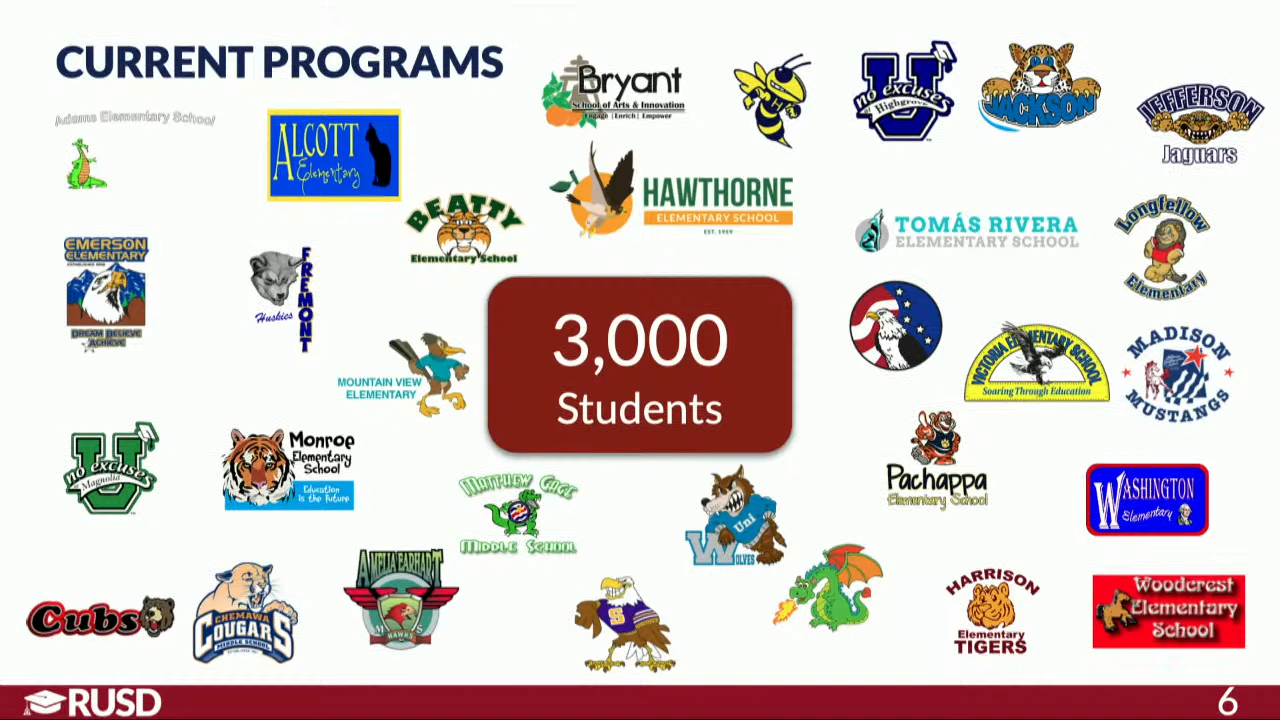 CURRENT PROGRAMS
Adams Elementary School
ALCOTT
Elementary
Bryant
School of Arts & Innovation
Engage | Enrich | Empower
U
no excuses
Highgrove
JACKSON
JEFFERSON
Jaguars
BEATTY
Elementary School
HAWTHORNE
ELEMENTARY SCHOOL
EST. 1959
TOMÁS RIVERA
ELEMENTARY SCHOOL
Longfellow
Elementary
EMERSON
ELEMENTARY
DREAM BELIEVE
ACHIEVE
FREMONT
Huskies
MOUNTAIN VIEW
ELEMENTARY
3,000
Students
VICTORIA ELEMENTARY SCHOOL
Soaring Through Education
MADISON
MUSTANGS
U
no excuses
Magnolia
Monroe
Elementary
School
Education
is the future
MATTHEW GAGE
MIDDLE SCHOOL
Uni
WOLVES
Pachappa
Elementary School
WASHINGTON
Elementary
Cubs
CHEMAWA
COUGARS
MIDDLE SCHOOL
AMELIA EARHART
M S
HAWKS
S
HARRISON
Elementary
TIGERS
Woodcrest
Elementary
School
RUSD
6